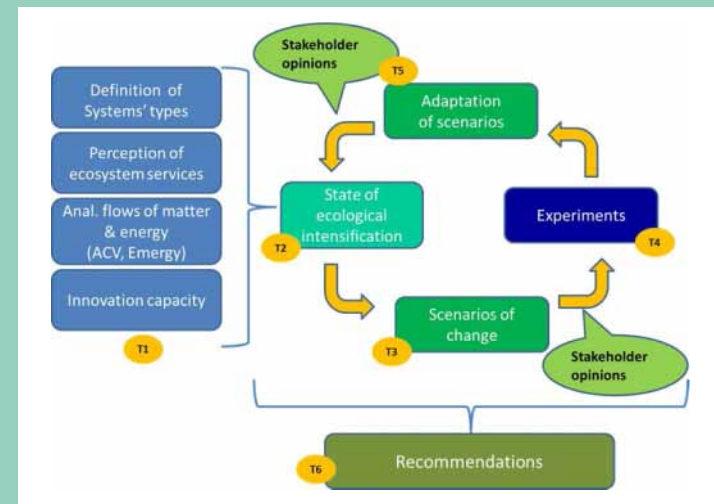 Stakeholder
opinions
T5
Adaptation
of scenarios
Definition of
Systems' types
Perception of
ecosystem services
Anal. flows of matter
& energy
(ACV, Emergy)
Innovation capacity
T1
State of
ecological
intensification
T2
Experiments
T4
Scenarios of
change
T3
Stakeholder
opinions
T6
Recommendations